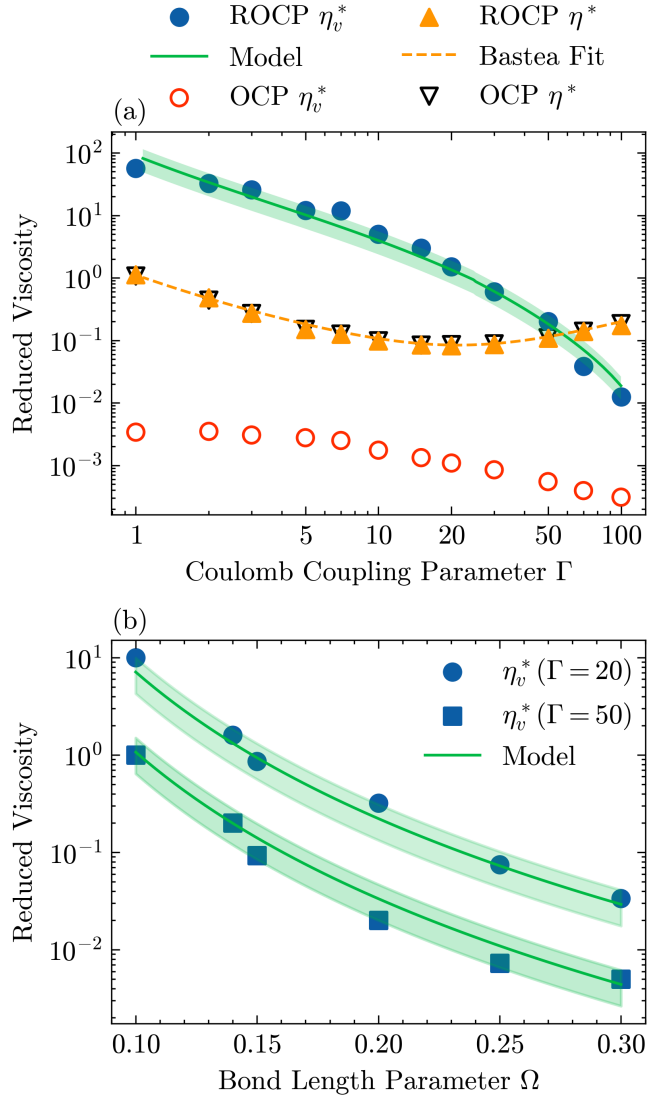 ROCP η_v^* ROCP η^*
Model Bastea Fit
OCP η_v^* OCP η^*
(a)
10^2
10^1
10^0
10^-1
10^-2
10^-3
Reduced Viscosity
1 2 5 10 20 50 100
Coulomb Coupling Parameter Γ
(b)
10^1
10^0
10^-1
10^-2
Reduced Viscosity
η_v^*(Γ = 20)
η_v^*(Γ = 50)
Model
0.10 0.15 0.20 0.25 0.30
Bond Length Parameter Ω